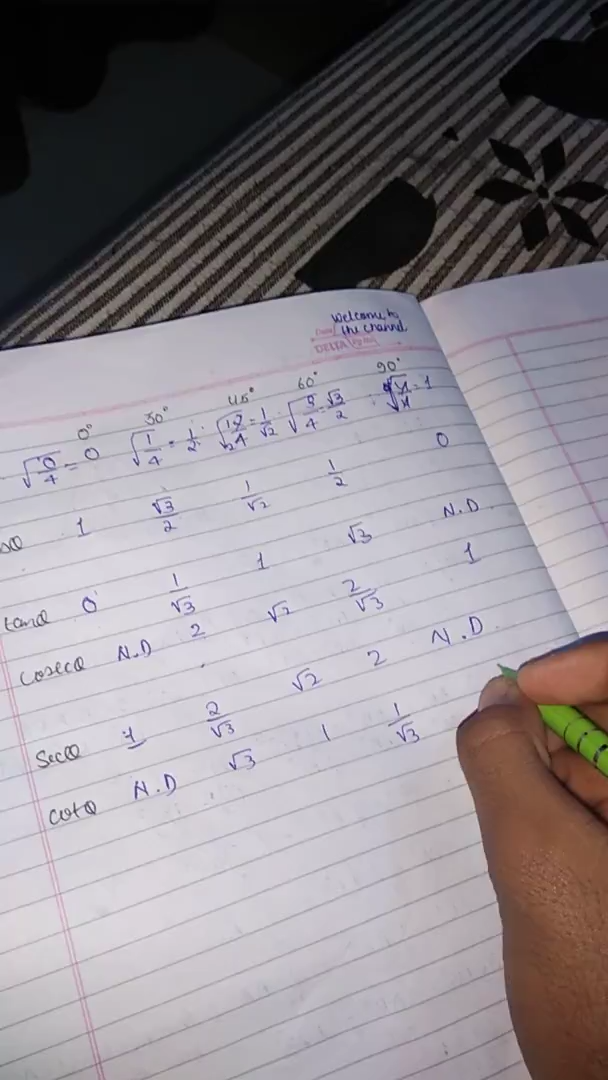 Welcome to
the channel
DELTA
0° 30° 45° 60° 90°
√0/4 = 0 √1/4 = 1/2 √2/4 = 1/√2 √3/4 = √3/2 √4/4 = 1
1 √3/2 1/√2 1/2 0
tanθ 0 1/√3 1 √3 N.D
Cosecθ N.D 2 √2 2/√3 1
Secθ 1 2/√3 √2 2 N.D
cotθ N.D √3 1 1/√3